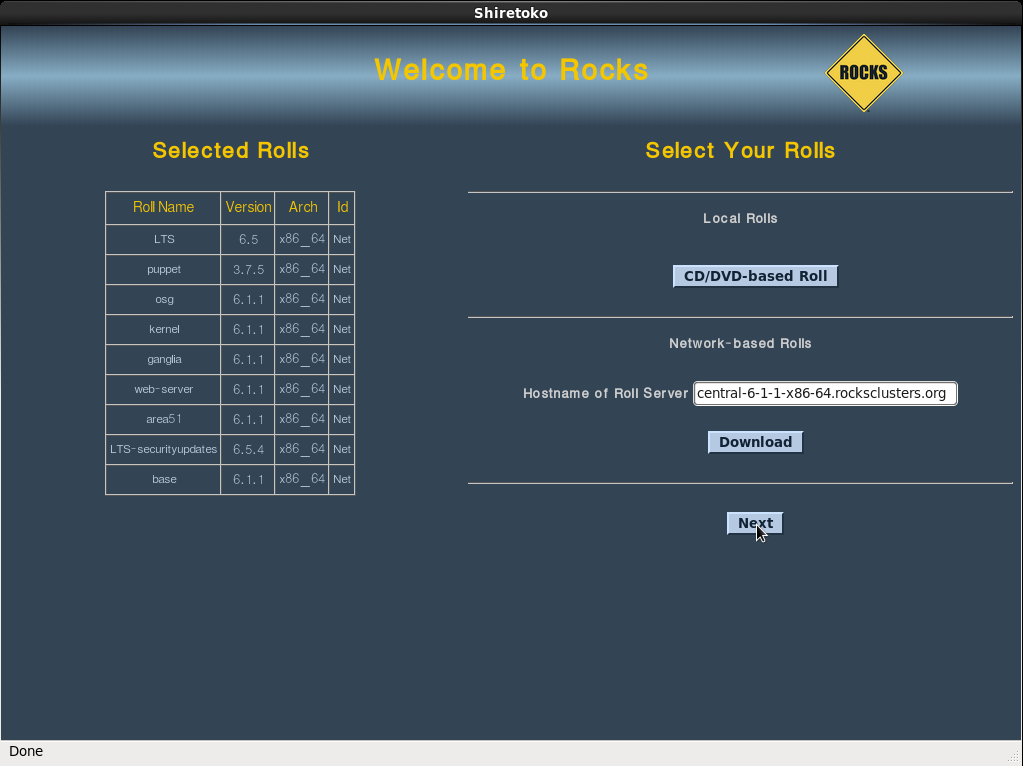 Shiretoko
Welcome to Rocks
ROCKS
Selected Rolls
Roll Name Version Arch Id
LTS 6.5 x86_64 Net
puppet 3.7.5 x86_64 Net
osg 6.1.1 x86_64 Net
kernel 6.1.1 x86_64 Net
ganglia 6.1.1 x86_64 Net
web-server 6.1.1 x86_64 Net
area51 6.1.1 x86_64 Net
LTS-securityupdates 6.5.4 x86_64 Net
base 6.1.1 x86_64 Net
Select Your Rolls
Local Rolls
CD/DVD-based Roll
Network-based Rolls
Hostname of Roll Server central-6-1-1-x86-64.rocksclusters.org
Download
Next
Done